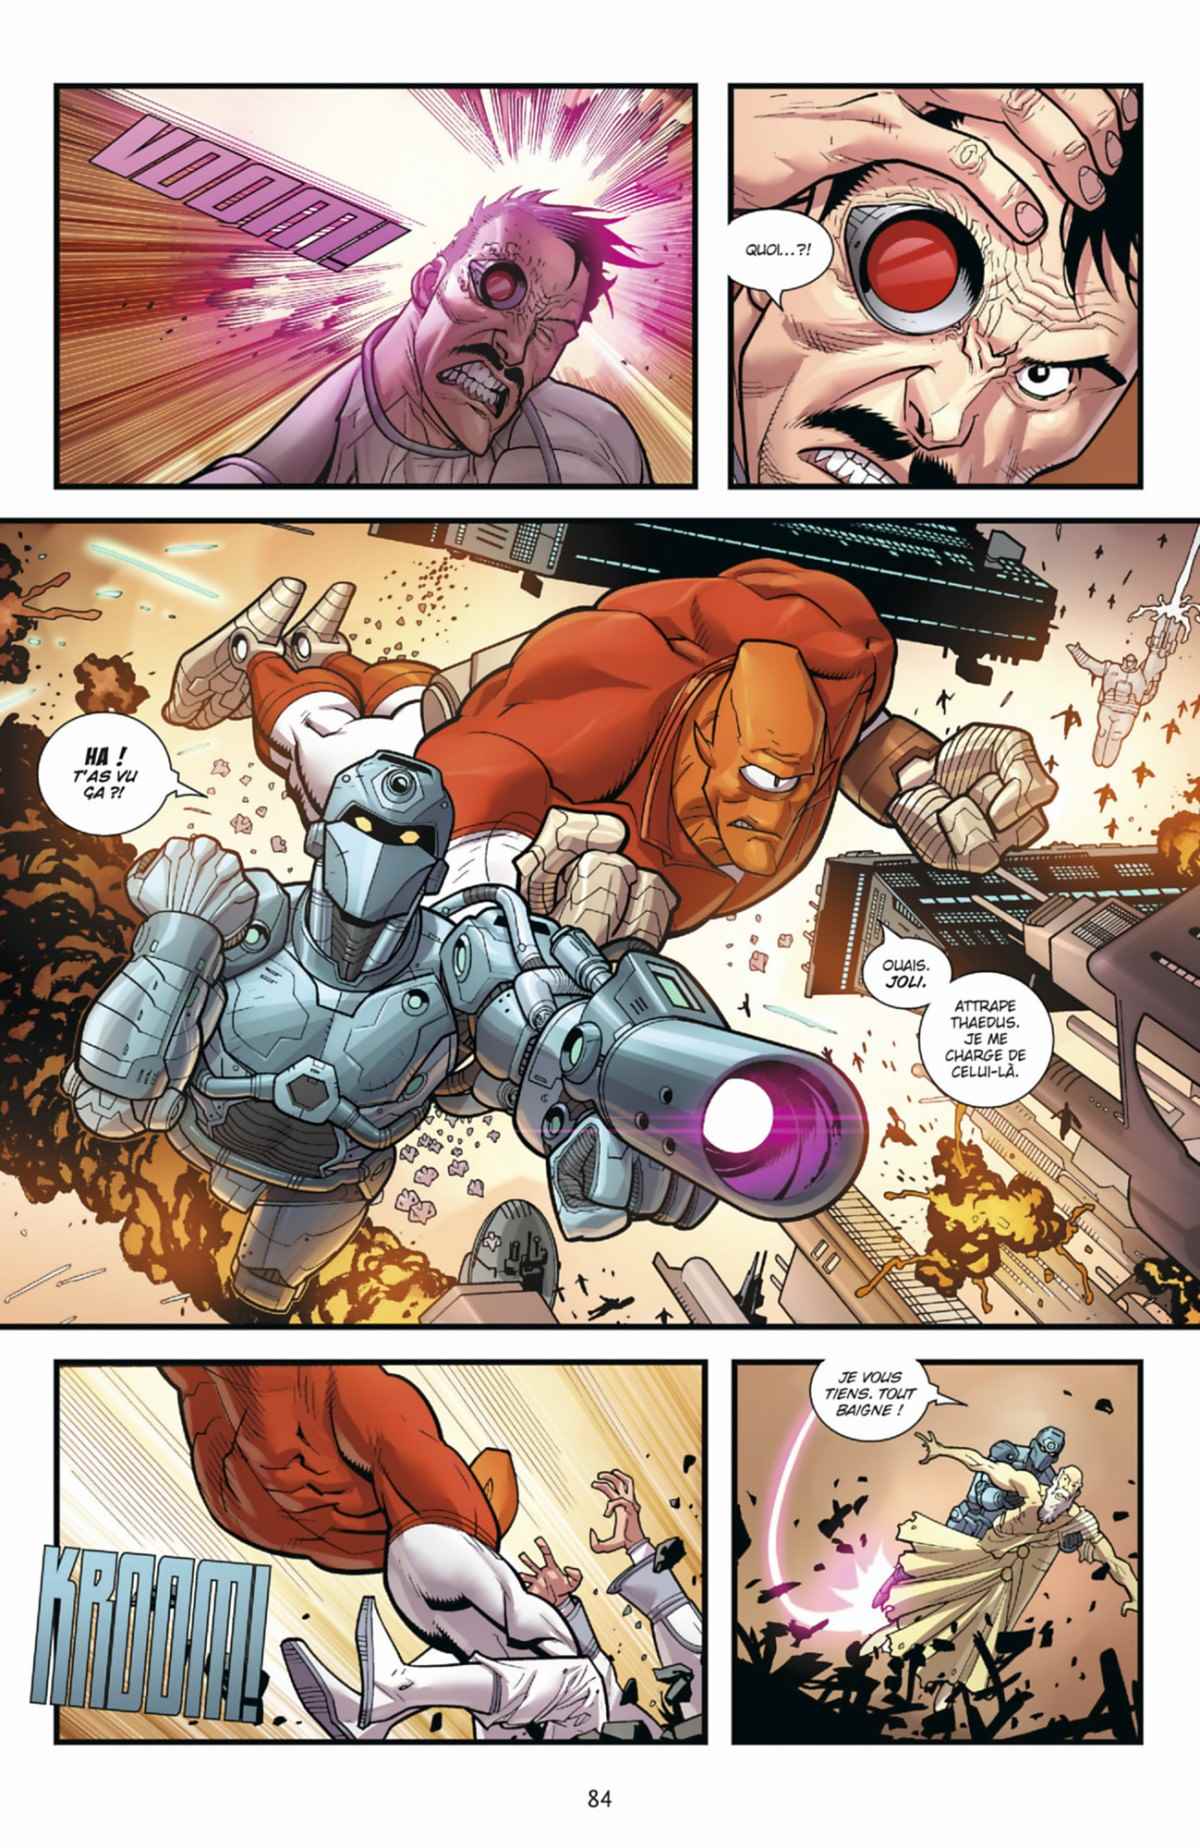 VOOOM!
QUOI...?!
HA !
T'AS VU
ÇA ?!
OUAIS.
JOLI.
ATTRAPE
THAEDUS.
JE ME
CHARGE DE
CELUI-LÀ.
KROOM!
JE VOUS
TIENS. TOUT
BAIGNE !
84